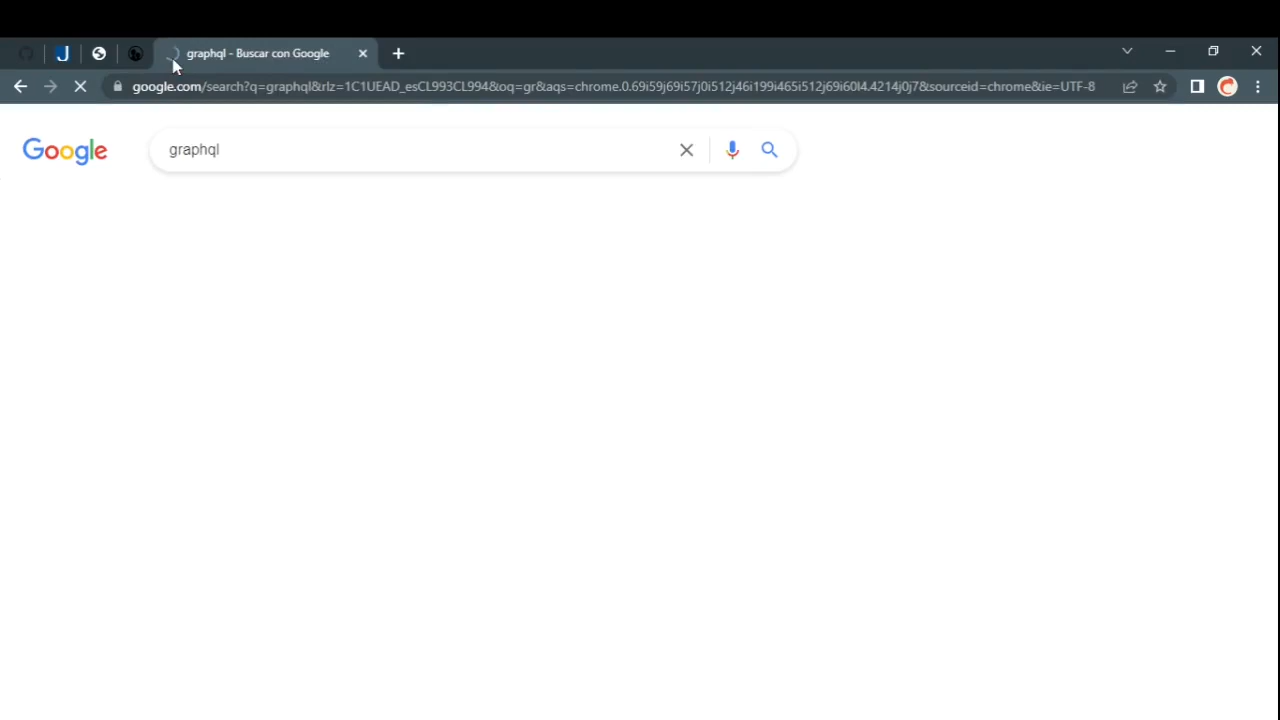 J
graphql - Buscar con Google
google.com/search?q=graphql&rlz=1C1UEAD_esCL993CL994&oq=gr&aqs=chrome.0.69i59j69i57j0i512j46i199i465i512j69i60l4.4214j0j7&sourceid=chrome&ie=UTF-8
Google
graphql